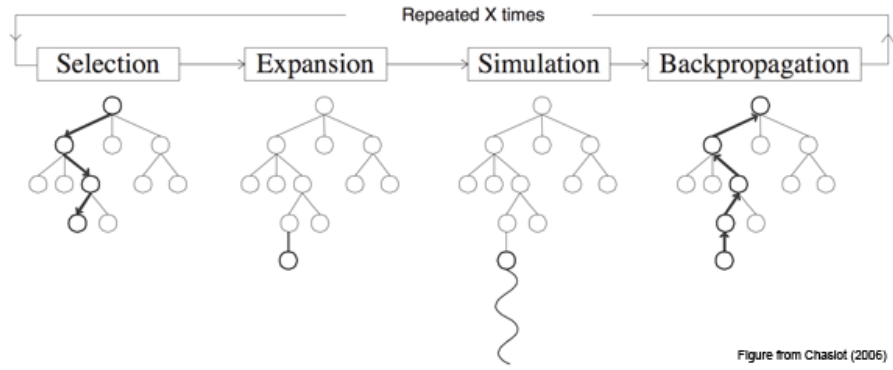 Repeated X times
Selection
Expansion
Simulation
Backpropagation
Figure from Chaslot (2006)